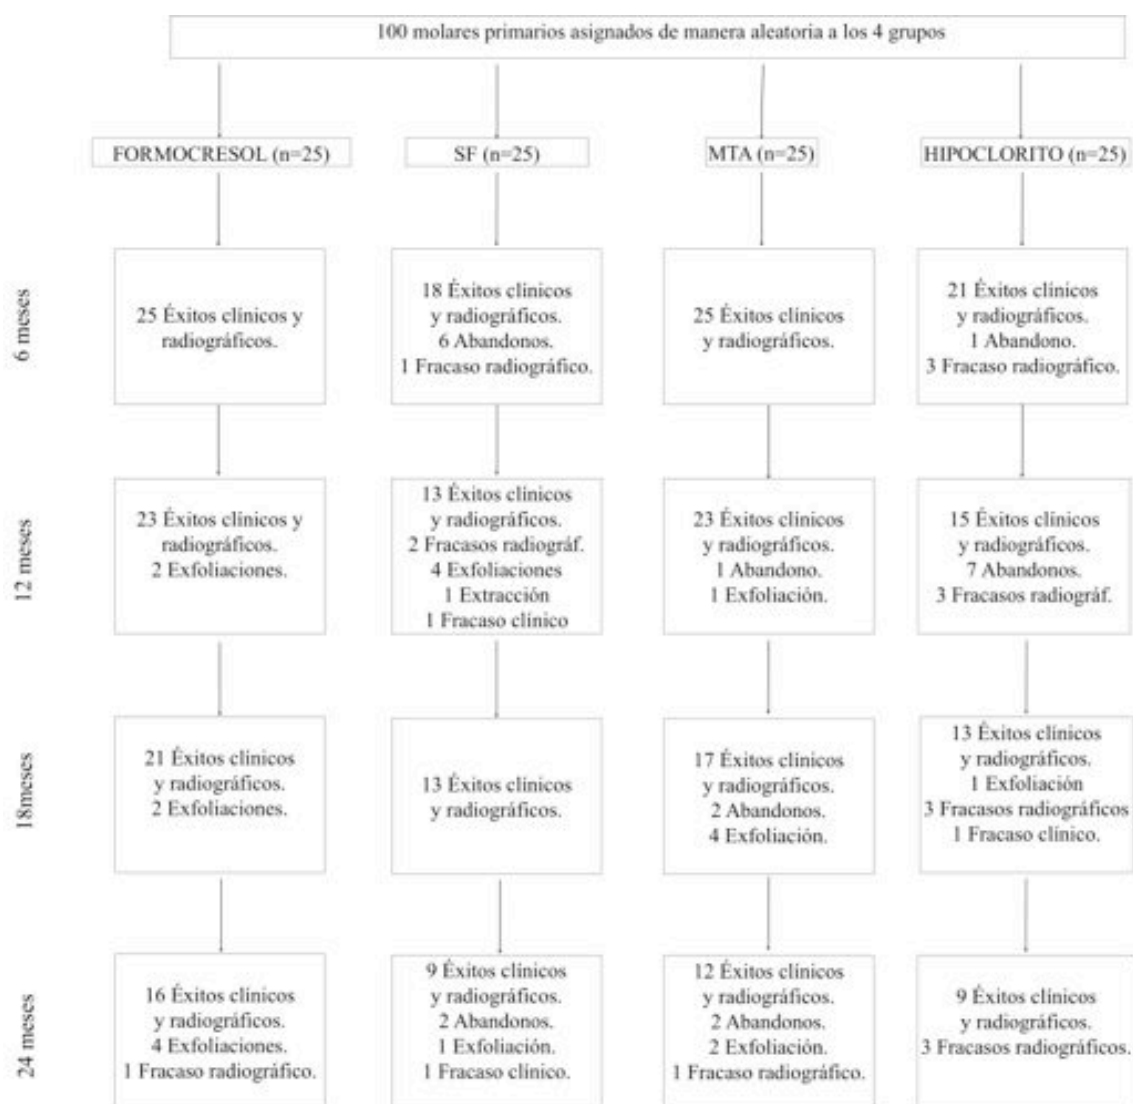 100 molares primarios asignados de manera aleatoria a los 4 grupos
FORMOCRESOL (n=25)
SF (n=25)
MTA (n=25)
HIPOCLORITO (n=25)
6 meses
25 Éxitos clínicos y
radiográficos.
18 Éxitos clínicos
y radiográficos.
6 Abandonos.
1 Fracaso radiográfico.
25 Éxitos clínicos
y radiográficos.
21 Éxitos clínicos
y radiográficos.
1 Abandono.
3 Fracaso radiográfico.
12 meses
23 Éxitos clínicos y
radiográficos.
2 Exfoliaciones.
13 Éxitos clínicos
y radiográficos.
2 Fracasos radiográf.
4 Exfoliaciones
1 Extracción
1 Fracaso clínico
23 Éxitos clínicos
y radiográficos.
1 Abandono.
1 Exfoliación.
15 Éxitos clínicos
y radiográficos.
7 Abandonos.
3 Fracasos radiográf.
18meses
21 Éxitos clínicos
y radiográficos.
2 Exfoliaciones.
13 Éxitos clínicos
y radiográficos.
17 Éxitos clínicos
y radiográficos.
2 Abandonos.
4 Exfoliación.
13 Éxitos clínicos
y radiográficos.
1 Exfoliación
3 Fracasos radiográficos
1 Fracaso clínico.
24 meses
16 Éxitos clínicos
y radiográficos.
4 Exfoliaciones.
1 Fracaso radiográfico.
9 Éxitos clínicos
y radiográficos.
2 Abandonos.
1 Exfoliación.
1 Fracaso clínico.
12 Éxitos clínicos
y radiográficos.
2 Abandonos.
2 Exfoliación.
1 Fracaso radiográfico.
9 Éxitos clínicos
y radiográficos.
3 Fracasos radiográficos.